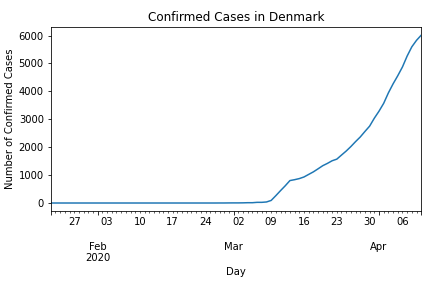 Confirmed Cases in Denmark
Number of Confirmed Cases
6000
5000
4000
3000
2000
1000
0
27 03 10 17 24 02 09 16 23 30 06
Feb Mar Apr
2020
Day